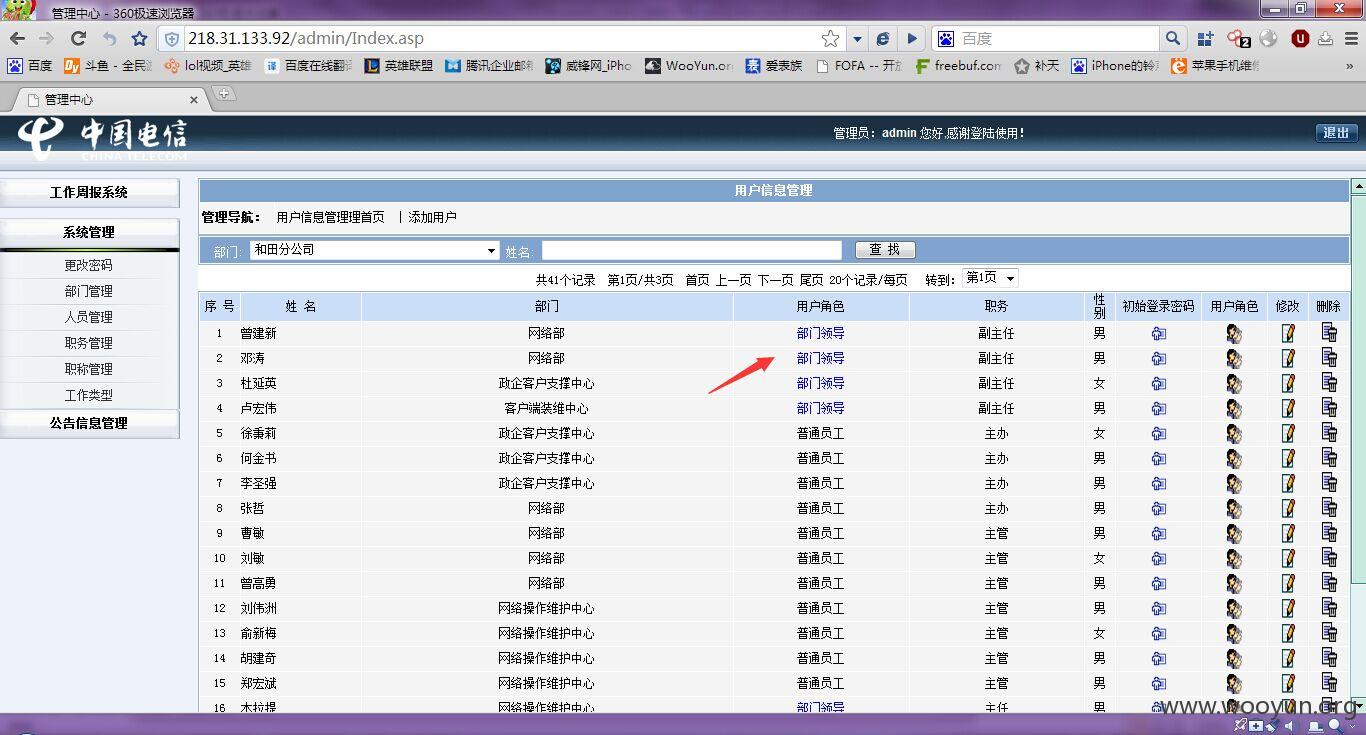 管理中心 - 360极速浏览器
218.31.133.92/admin/Index.asp
百度
2
百度 斗鱼 - 全民 lol视频_英雄 百度在线翻 英雄联盟 腾讯企业邮 威锋网_iPho WooYun.or 爱表族 FOFA -- 开 freebuf.com 补天 iPhone的铃 苹果手机维 »
管理中心
中国电信
CHINA TELECOM
管理员：admin 您好,感谢登陆使用！
退出
工作周报系统
系统管理
更改密码
部门管理
人员管理
职务管理
职称管理
工作类型
公告信息管理
用户信息管理
管理导航： 用户信息管理理首页 | 添加用户
部门: 和田分公司 姓名: 查 找
共41个记录 第1页/共3页 首页 上一页 下一页 尾页 20个记录/每页 转到： 第1页
序 号 姓 名 部门 用户角色 职务 性别 初始登录密码 用户角色 修改 删除
1 曾建新 网络部 部门领导 副主任 男
2 邓涛 网络部 部门领导 副主任 男
3 杜延英 政企客户支撑中心 部门领导 副主任 女
4 卢宏伟 客户端装维中心 部门领导 副主任 男
5 徐秉莉 政企客户支撑中心 普通员工 主办 女
6 何金书 政企客户支撑中心 普通员工 主办 男
7 李圣强 政企客户支撑中心 普通员工 主办 男
8 张哲 网络部 普通员工 主办 男
9 曹敏 网络部 普通员工 主管 男
10 刘敏 网络部 普通员工 主管 女
11 曾高勇 网络部 普通员工 主管 男
12 刘伟洲 网络操作维护中心 普通员工 主管 男
13 俞新梅 网络操作维护中心 普通员工 主管 女
14 胡建奇 网络操作维护中心 普通员工 主管 男
15 郑宏斌 网络操作维护中心 普通员工 主管 男
16 木拉提 网络操作维护中心 部门领导 主任 男
www.wooyun.org